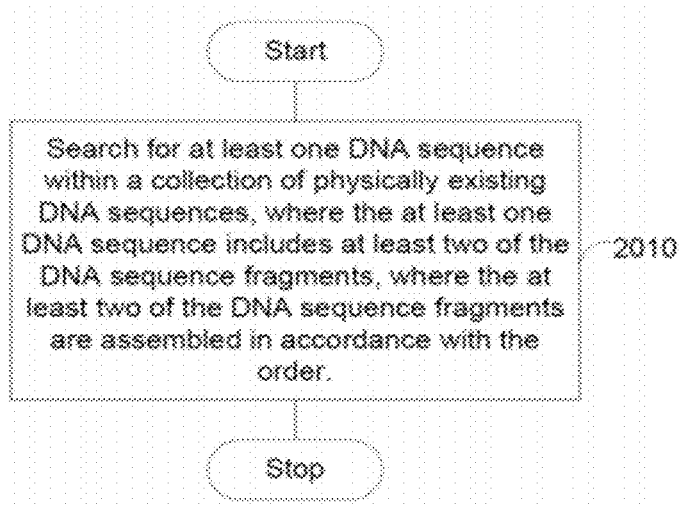 Start
Search for at least one DNA sequence
within a collection of physically existing
DNA sequences, where the at least one
DNA sequence includes at least two of the
DNA sequence fragments, where the at
least two of the DNA sequence fragments
are assembled in accordance with the
order.
2010
Stop